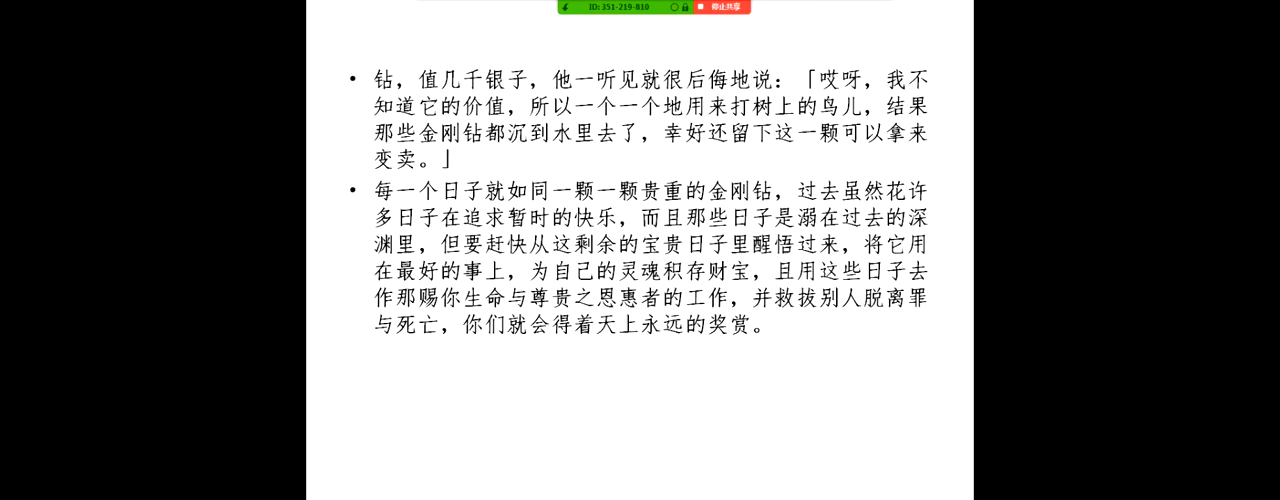 ID: 351-219-810 停止共享
• 钻，值几千银子，他一听见就很后侮地说：「哎呀，我不
知道它的价值，所以一个一个地用来打树上的鸟儿，结果
那些金刚钻都沉到水里去了，幸好还留下这一颗可以拿来
变卖。」
• 每一个日子就如同一颗一颗贵重的金刚钻，过去虽然花许
多日子在追求暂时的快乐，而且那些日子是溺在过去的深
渊里，但要赶快从这剩余的宝贵日子里醒悟过来，将它用
在最好的事上，为自己的灵魂积存财宝，且用这些日子去
作那赐你生命与尊贵之恩惠者的工作，并救拔别人脱离罪
与死亡，你们就会得着天上永远的奖赏。